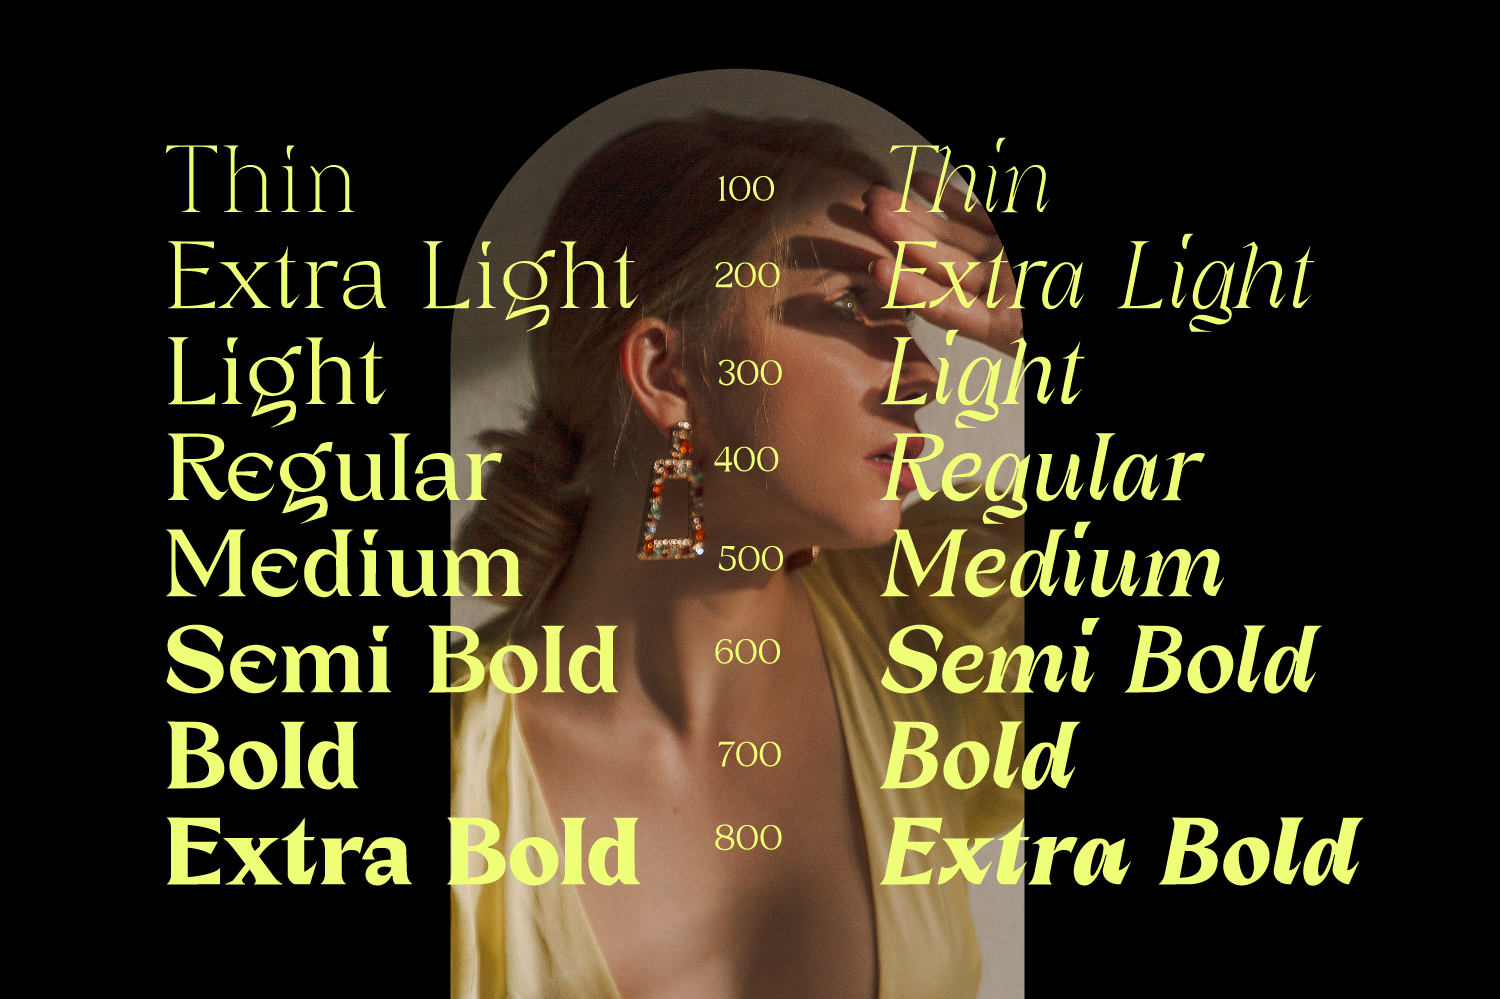 Thin 100 Thin
Extra Light 200 Extra Light
Light 300 Light
Regular 400 Regular
Medium 500 Medium
Semi Bold 600 Semi Bold
Bold 700 Bold
Extra Bold 800 Extra Bold